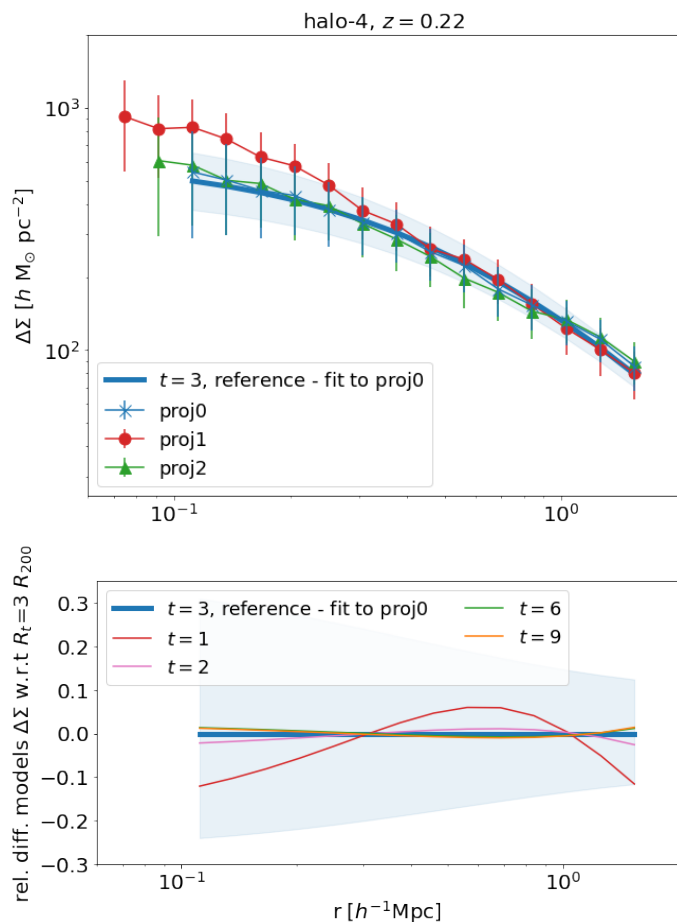 halo-4, z = 0.22
10³
10²
ΔΣ [h M⊙ pc⁻²]
t = 3, reference - fit to proj0
proj0
proj1
proj2
10⁻¹
10⁰
0.3
0.2
0.1
0.0
−0.1
−0.2
−0.3
rel. diff. models ΔΣ w.r.t Rₜ=3 R₂₀₀
t = 3, reference - fit to proj0
t = 1
t = 2
t = 6
t = 9
10⁻¹
10⁰
r [h⁻¹Mpc]